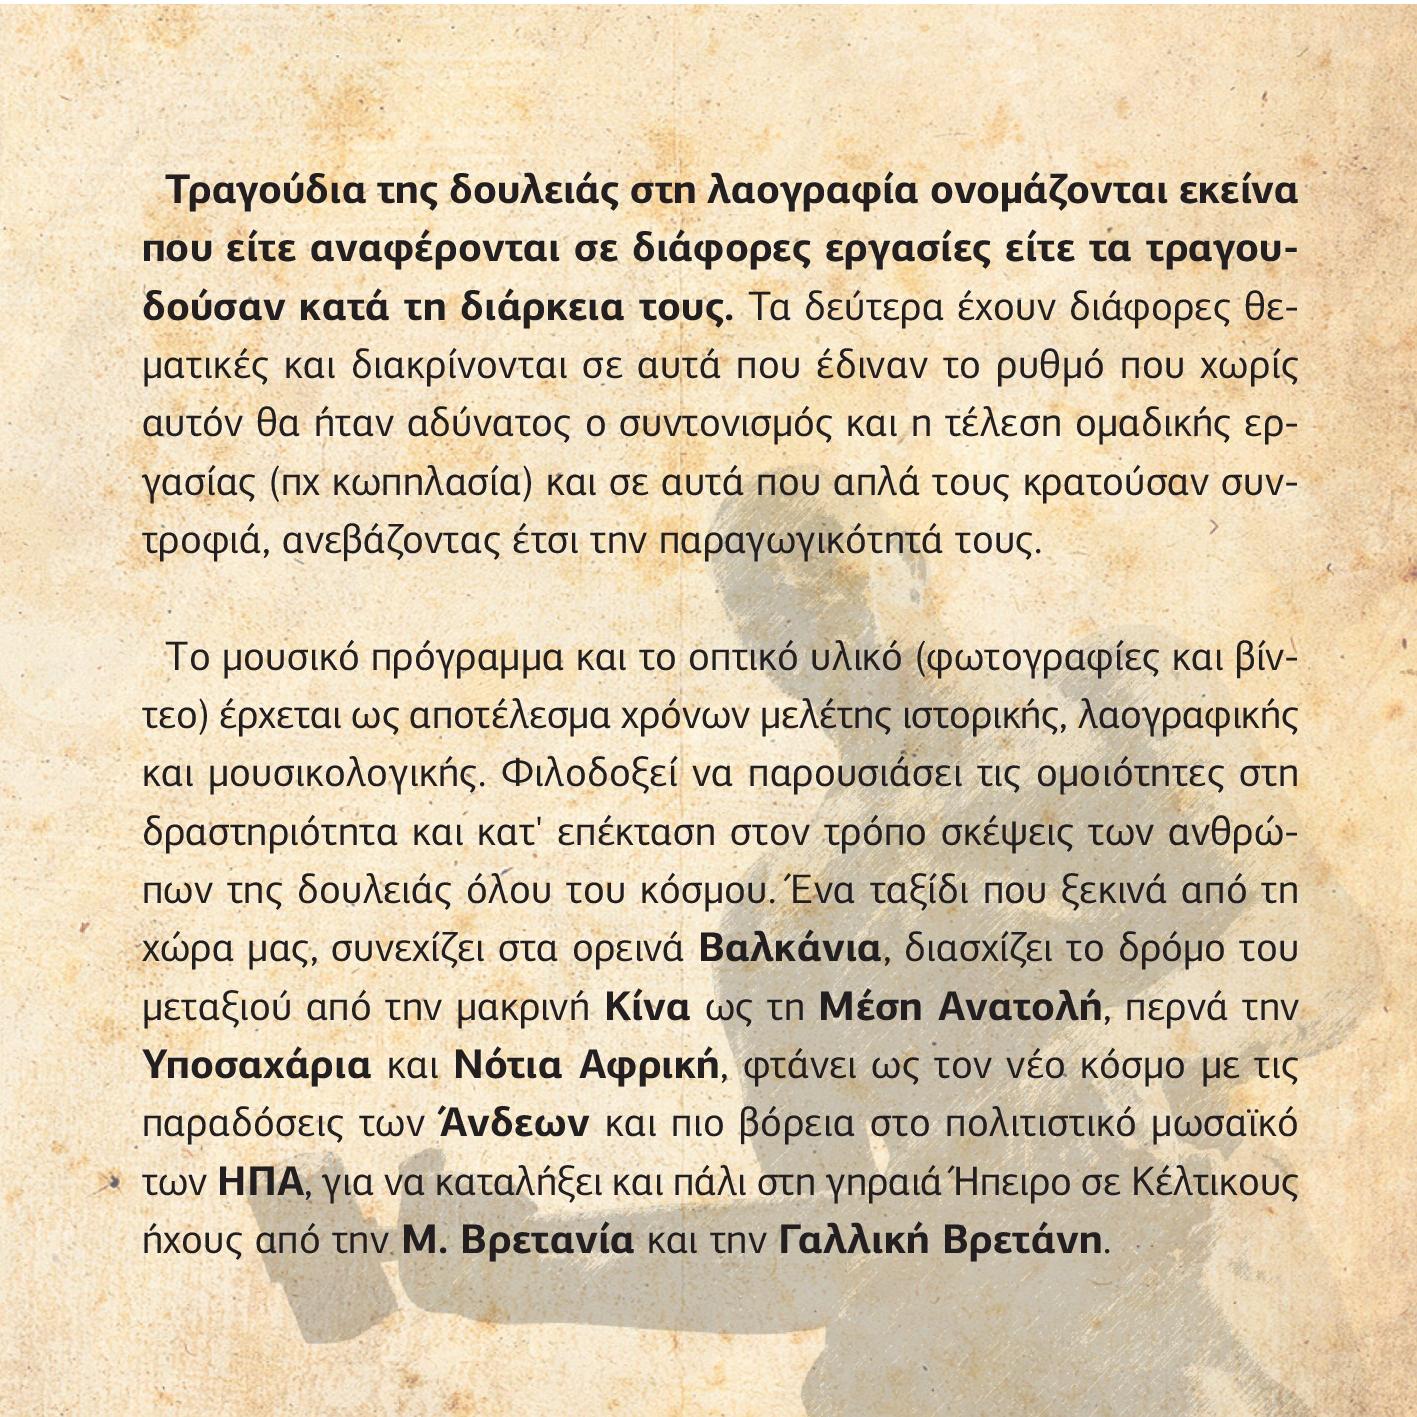 Τραγούδια της δουλειάς στη λαογραφία ονομάζονται εκείνα
που είτε αναφέρονται σε διάφορες εργασίες είτε τα τραγου-
δούσαν κατά τη διάρκεια τους. Τα δεύτερα έχουν διάφορες θε-
ματικές και διακρίνονται σε αυτά που έδιναν το ρυθμό που χωρίς
αυτόν θα ήταν αδύνατος ο συντονισμός και η τέλεση ομαδικής ερ-
γασίας (πχ κωπηλασία) και σε αυτά που απλά τους κρατούσαν συν-
τροφιά, ανεβάζοντας έτσι την παραγωγικότητά τους.
Το μουσικό πρόγραμμα και το οπτικό υλικό (φωτογραφίες και βίν-
τεο) έρχεται ως αποτέλεσμα χρόνων μελέτης ιστορικής, λαογραφικής
και μουσικολογικής. Φιλοδοξεί να παρουσιάσει τις ομοιότητες στη
δραστηριότητα και κατ' επέκταση στον τρόπο σκέψεις των ανθρώ-
πων της δουλειάς όλου του κόσμου. Ένα ταξίδι που ξεκινά από τη
χώρα μας, συνεχίζει στα ορεινά Βαλκάνια, διασχίζει το δρόμο του
μεταξιού από την μακρινή Κίνα ως τη Μέση Ανατολή, περνά την
Υποσαχάρια και Νότια Αφρική, φτάνει ως τον νέο κόσμο με τις
παραδόσεις των Άνδεων και πιο βόρεια στο πολιτιστικό μωσαϊκό
των ΗΠΑ, για να καταλήξει και πάλι στη γηραιά Ήπειρο σε Κέλτικους
ήχους από την Μ. Βρετανία και την Γαλλική Βρετάνη.